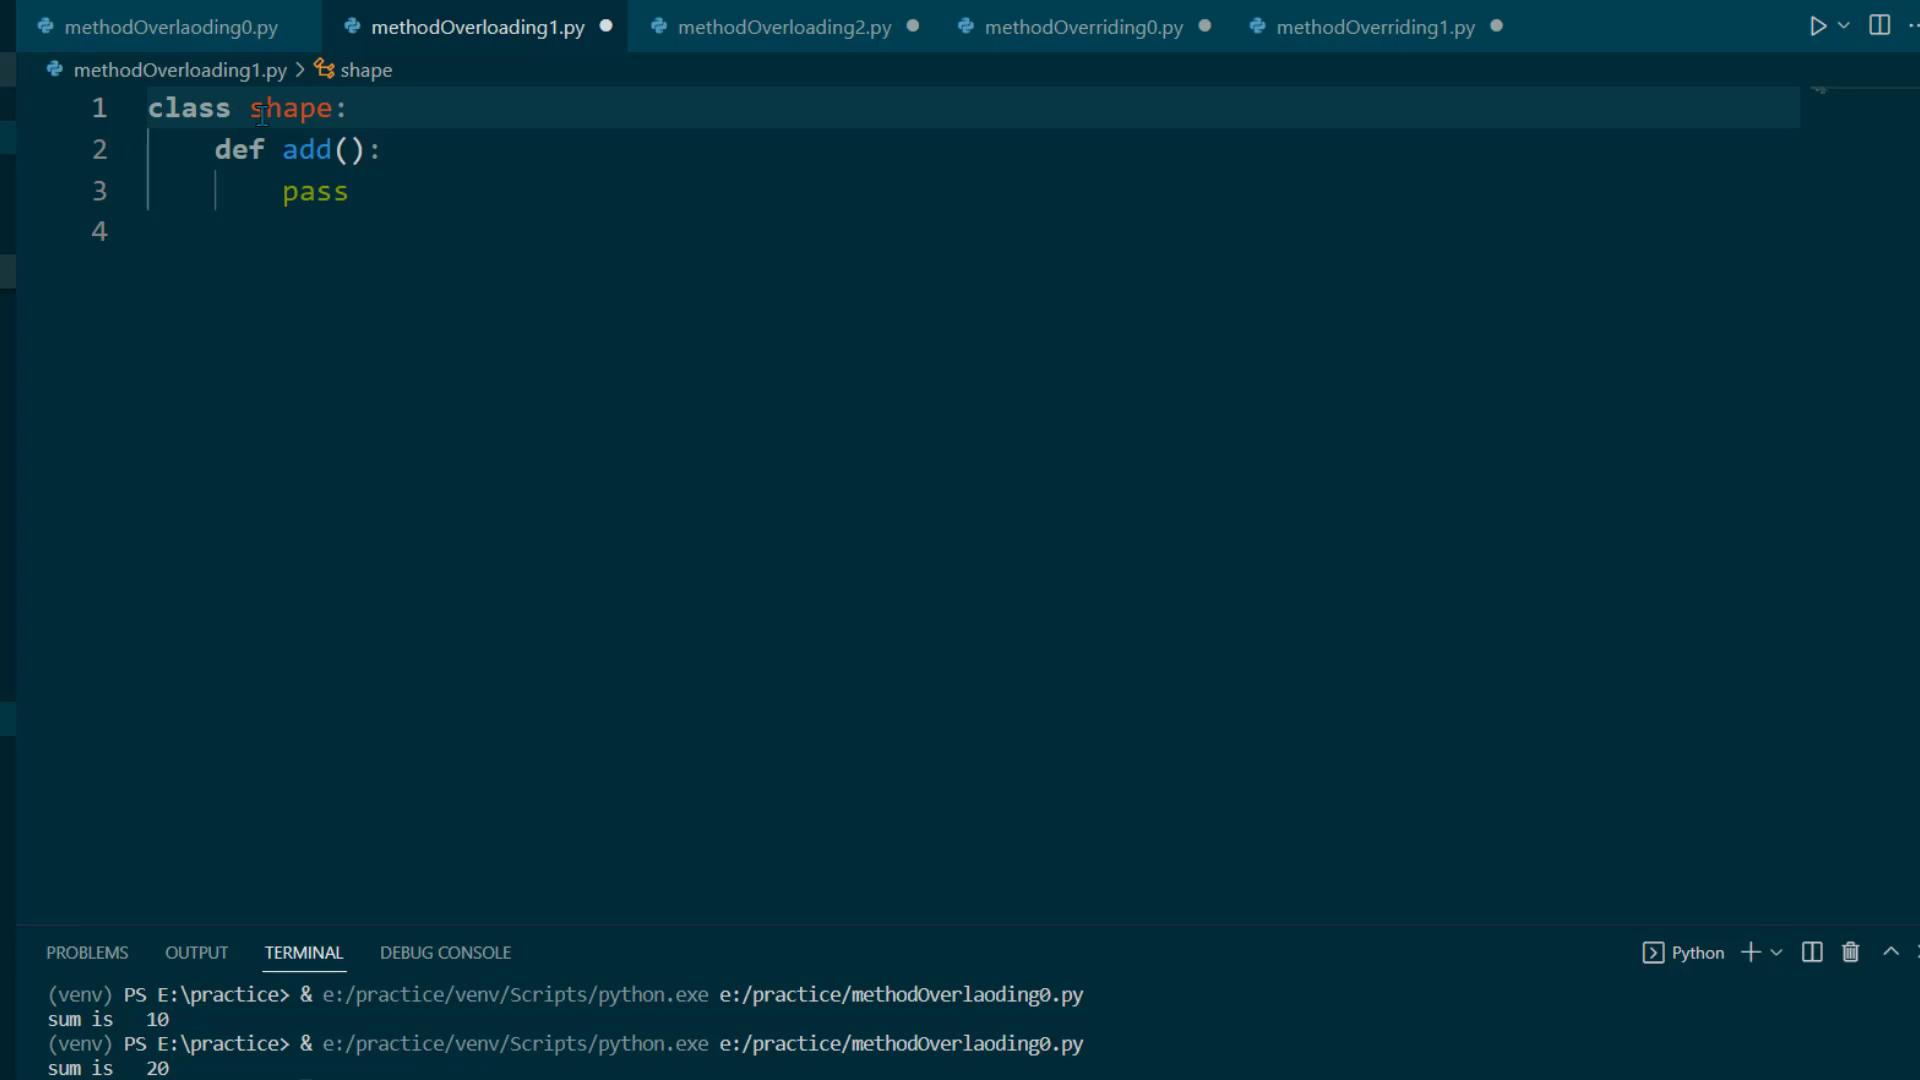 methodOverlaoding0.py methodOverloading1.py methodOverloading2.py methodOverriding0.py methodOverriding1.py
methodOverloading1.py > shape
1 class shape:
2 def add():
3 pass
4
PROBLEMS OUTPUT TERMINAL DEBUG CONSOLE Python
(venv) PS E:\practice> & e:/practice/venv/Scripts/python.exe e:/practice/methodOverlaoding0.py
sum is 10
(venv) PS E:\practice> & e:/practice/venv/Scripts/python.exe e:/practice/methodOverlaoding0.py
sum is 20